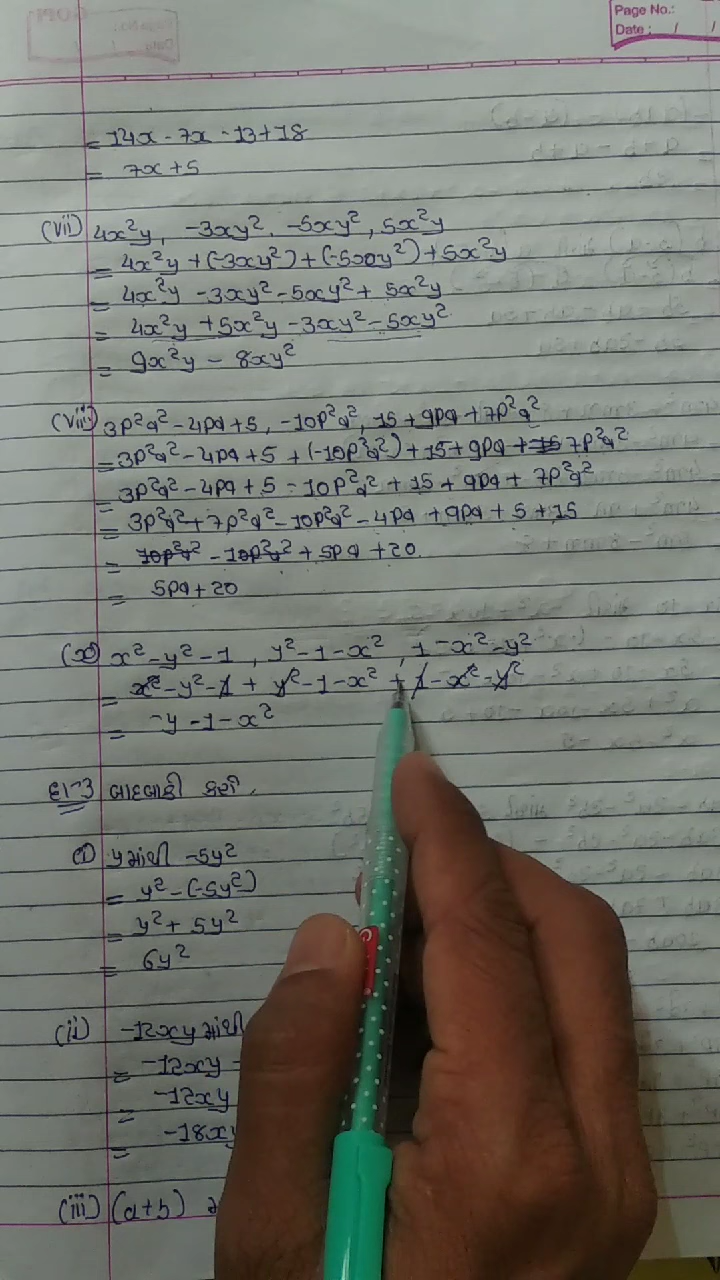 Page No.:
Date : / /
= 14x - 7x - 13 + 18
= 7x + 5
(vii) 4x²y, -3xy², -5xy², 5x²y
= 4x²y + (-3xy²) + (-5xy²) + 5x²y
= 4x²y - 3xy² - 5xy² + 5x²y
= 4x²y + 5x²y - 3xy² - 5xy²
= 9x²y - 8xy²
(viii) 3p²q² - 4pq + 5, -10p²q², 15 + 9pq + 7p²q²
= 3p²q² - 4pq + 5 + (-10p²q²) + 15 + 9pq + 7p²q²
= 3p²q² - 4pq + 5 - 10p²q² + 15 + 9pq + 7p²q²
= 3p²q² + 7p²q² - 10p²q² - 4pq + 9pq + 5 + 15
= 10p²q² - 10p²q² + 5pq + 20
= 5pq + 20
(x) x² - y² - 1, y² - 1 - x², 1 - x² - y²
= x² - y² - 1 + y² - 1 - x² + 1 - x² - y²
= -y - 1 - x²
દા-3 બાદબાકી કરો.
(i) y માંથી -5y²
= y² - (-5y²)
= y² + 5y²
= 6y²
(ii) -12xy માંથી
= -12xy -
= -12xy
= -18xy
(iii) (a+b)